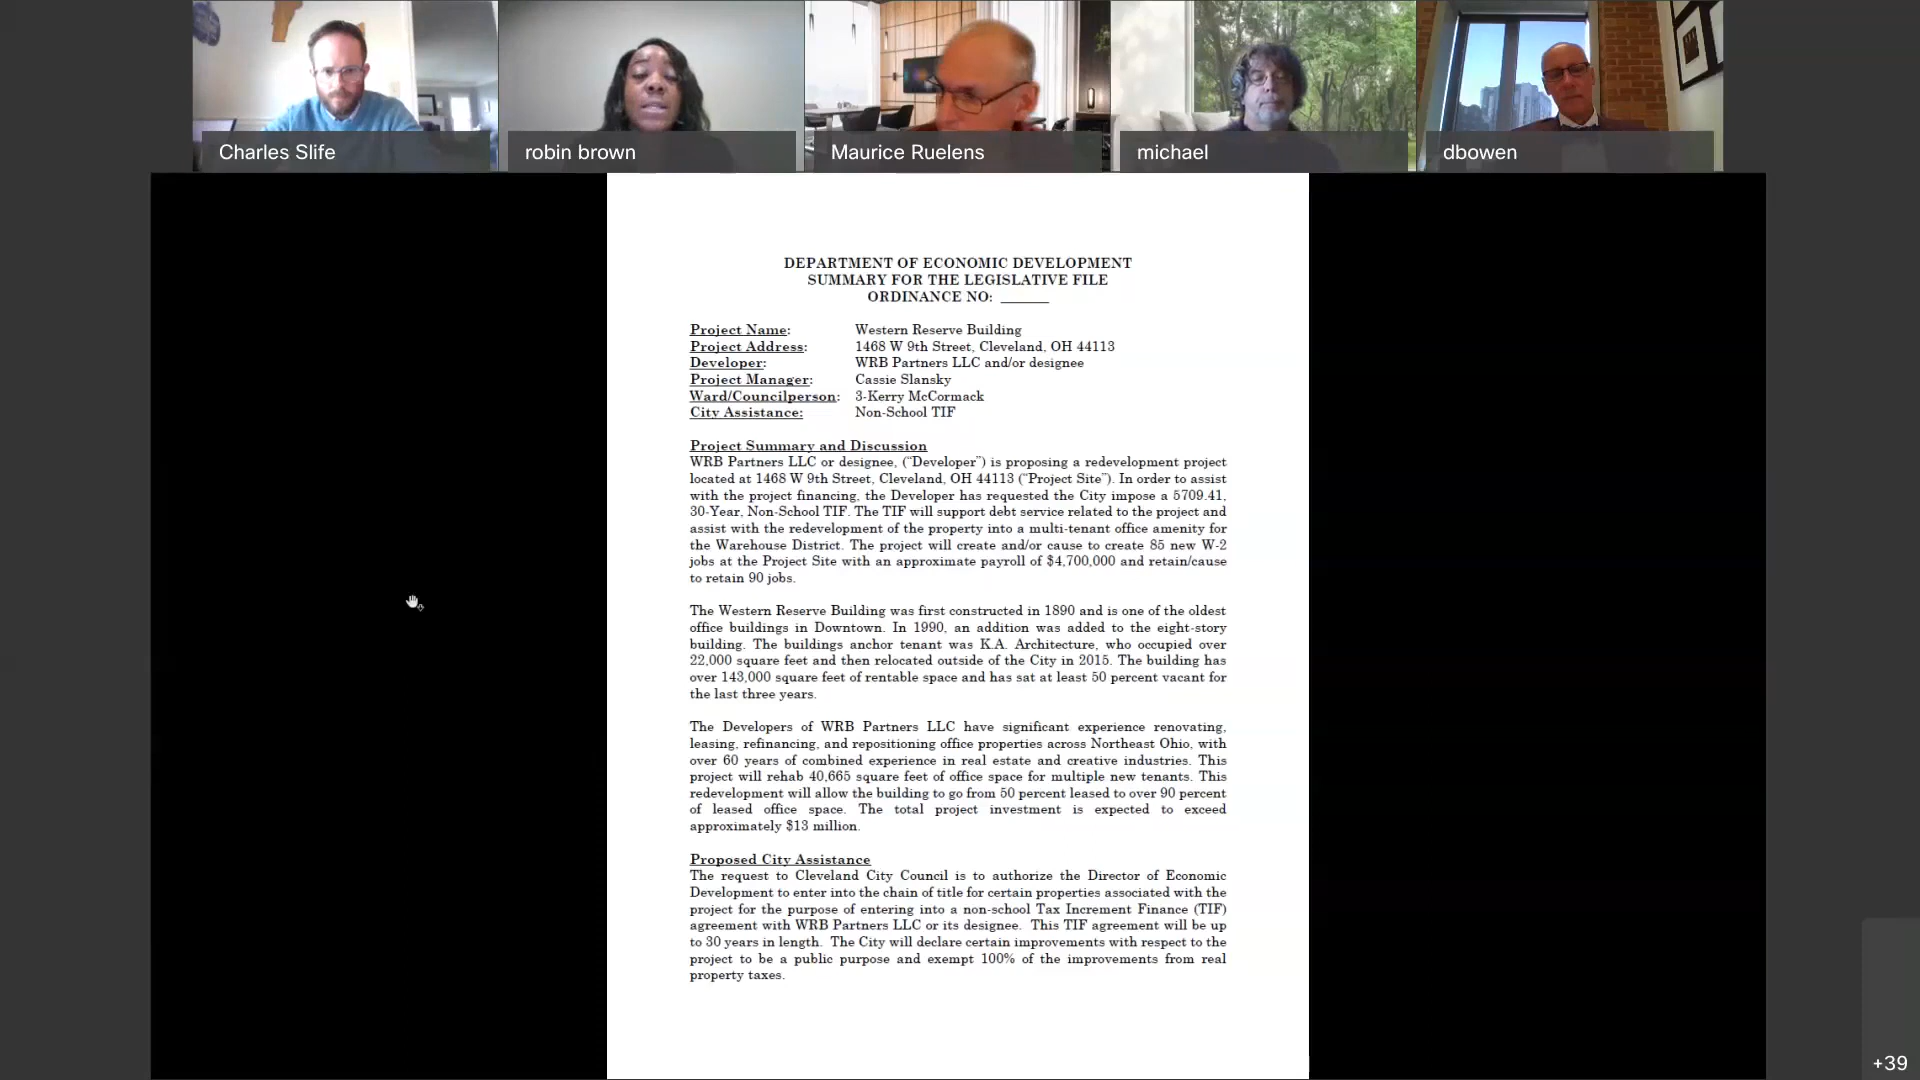 Charles Slife
robin brown
Maurice Ruelens
michael
dbowen
DEPARTMENT OF ECONOMIC DEVELOPMENT
SUMMARY FOR THE LEGISLATIVE FILE
ORDINANCE NO: ______
Project Name: Western Reserve Building
Project Address: 1468 W 9th Street, Cleveland, OH 44113
Developer: WRB Partners LLC and/or designee
Project Manager: Cassie Slansky
Ward/Councilperson: 3-Kerry McCormack
City Assistance: Non-School TIF
Project Summary and Discussion
WRB Partners LLC or designee, (“Developer”) is proposing a redevelopment project
located at 1468 W 9th Street, Cleveland, OH 44113 (“Project Site”). In order to assist
with the project financing, the Developer has requested the City impose a 5709.41,
30-Year, Non-School TIF. The TIF will support debt service related to the project and
assist with the redevelopment of the property into a multi-tenant office amenity for
the Warehouse District. The project will create and/or cause to create 85 new W-2
jobs at the Project Site with an approximate payroll of $4,700,000 and retain/cause
to retain 90 jobs.
The Western Reserve Building was first constructed in 1890 and is one of the oldest
office buildings in Downtown. In 1990, an addition was added to the eight-story
building. The buildings anchor tenant was K.A. Architecture, who occupied over
22,000 square feet and then relocated outside of the City in 2015. The building has
over 143,000 square feet of rentable space and has sat at least 50 percent vacant for
the last three years.
The Developers of WRB Partners LLC have significant experience renovating,
leasing, refinancing, and repositioning office properties across Northeast Ohio, with
over 60 years of combined experience in real estate and creative industries. This
project will rehab 40,665 square feet of office space for multiple new tenants. This
redevelopment will allow the building to go from 50 percent leased to over 90 percent
of leased office space. The total project investment is expected to exceed
approximately $13 million.
Proposed City Assistance
The request to Cleveland City Council is to authorize the Director of Economic
Development to enter into the chain of title for certain properties associated with the
project for the purpose of entering into a non-school Tax Increment Finance (TIF)
agreement with WRB Partners LLC or its designee. This TIF agreement will be up
to 30 years in length. The City will declare certain improvements with respect to the
project to be a public purpose and exempt 100% of the improvements from real
property taxes.
+39